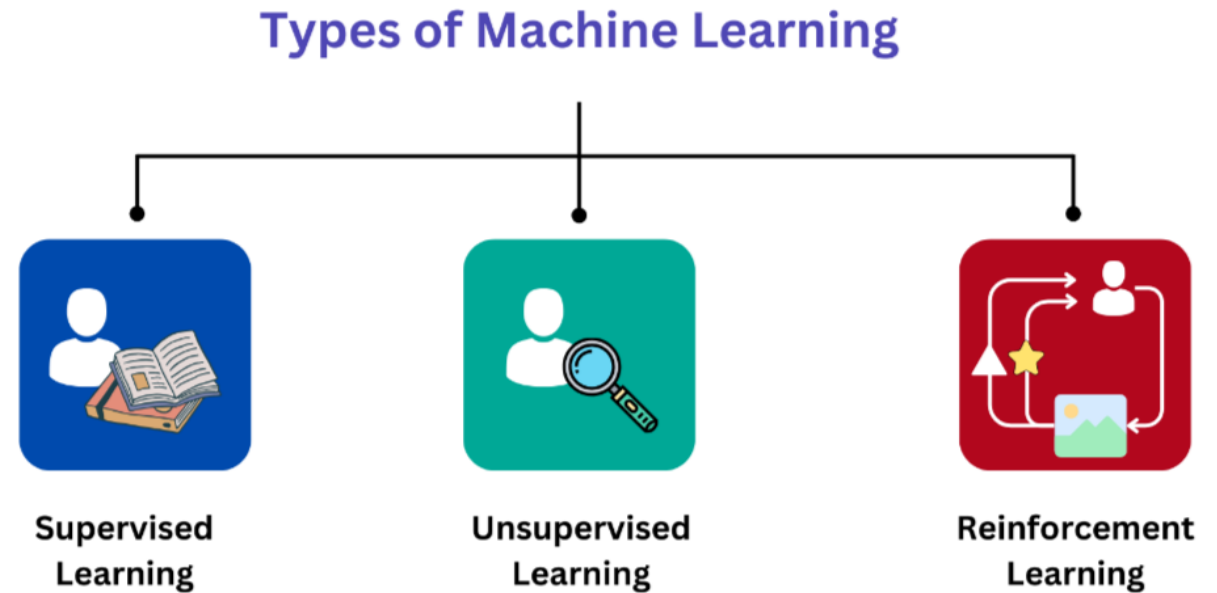 Types of Machine Learning
Supervised
Learning
Unsupervised
Learning
Reinforcement
Learning